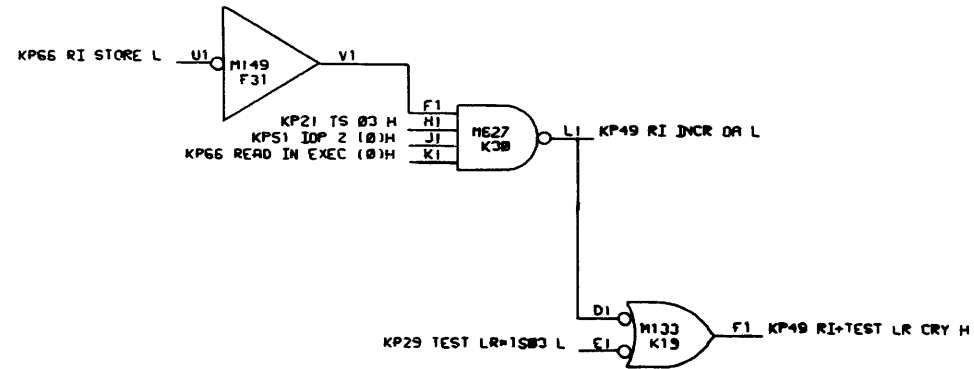 KP66 RI STORE L U1 M149 V1
F31
F1
KP21 TS 03 H H1 M627 L1 KP49 RI INCR OA L
KP51 IOP 2 (0)H J1 K30
KP66 READ IN EXEC (0)H K1
D1
M133 F1 KP49 RI+TEST LR CRY H
KP29 TEST LR*1S03 L E1 K19